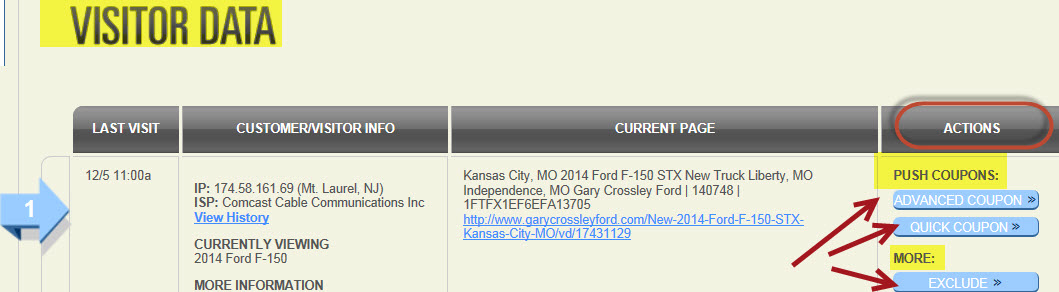 VISITOR DATA
LAST VISIT
CUSTOMER/VISITOR INFO
CURRENT PAGE
ACTIONS
1
12/5 11:00a
IP: 174.58.161.69 (Mt. Laurel, NJ)
ISP: Comcast Cable Communications Inc
View History
CURRENTLY VIEWING
2014 Ford F-150
MORE INFORMATION
Kansas City, MO 2014 Ford F-150 STX New Truck Liberty, MO
Independence, MO Gary Crossley Ford | 140748 |
1FTFX1EF6EFA13705
http://www.garycrossleyford.com/New-2014-Ford-F-150-STX-
Kansas-City-MO/vd/17431129
PUSH COUPONS:
ADVANCED COUPON »
QUICK COUPON »
MORE:
EXCLUDE »